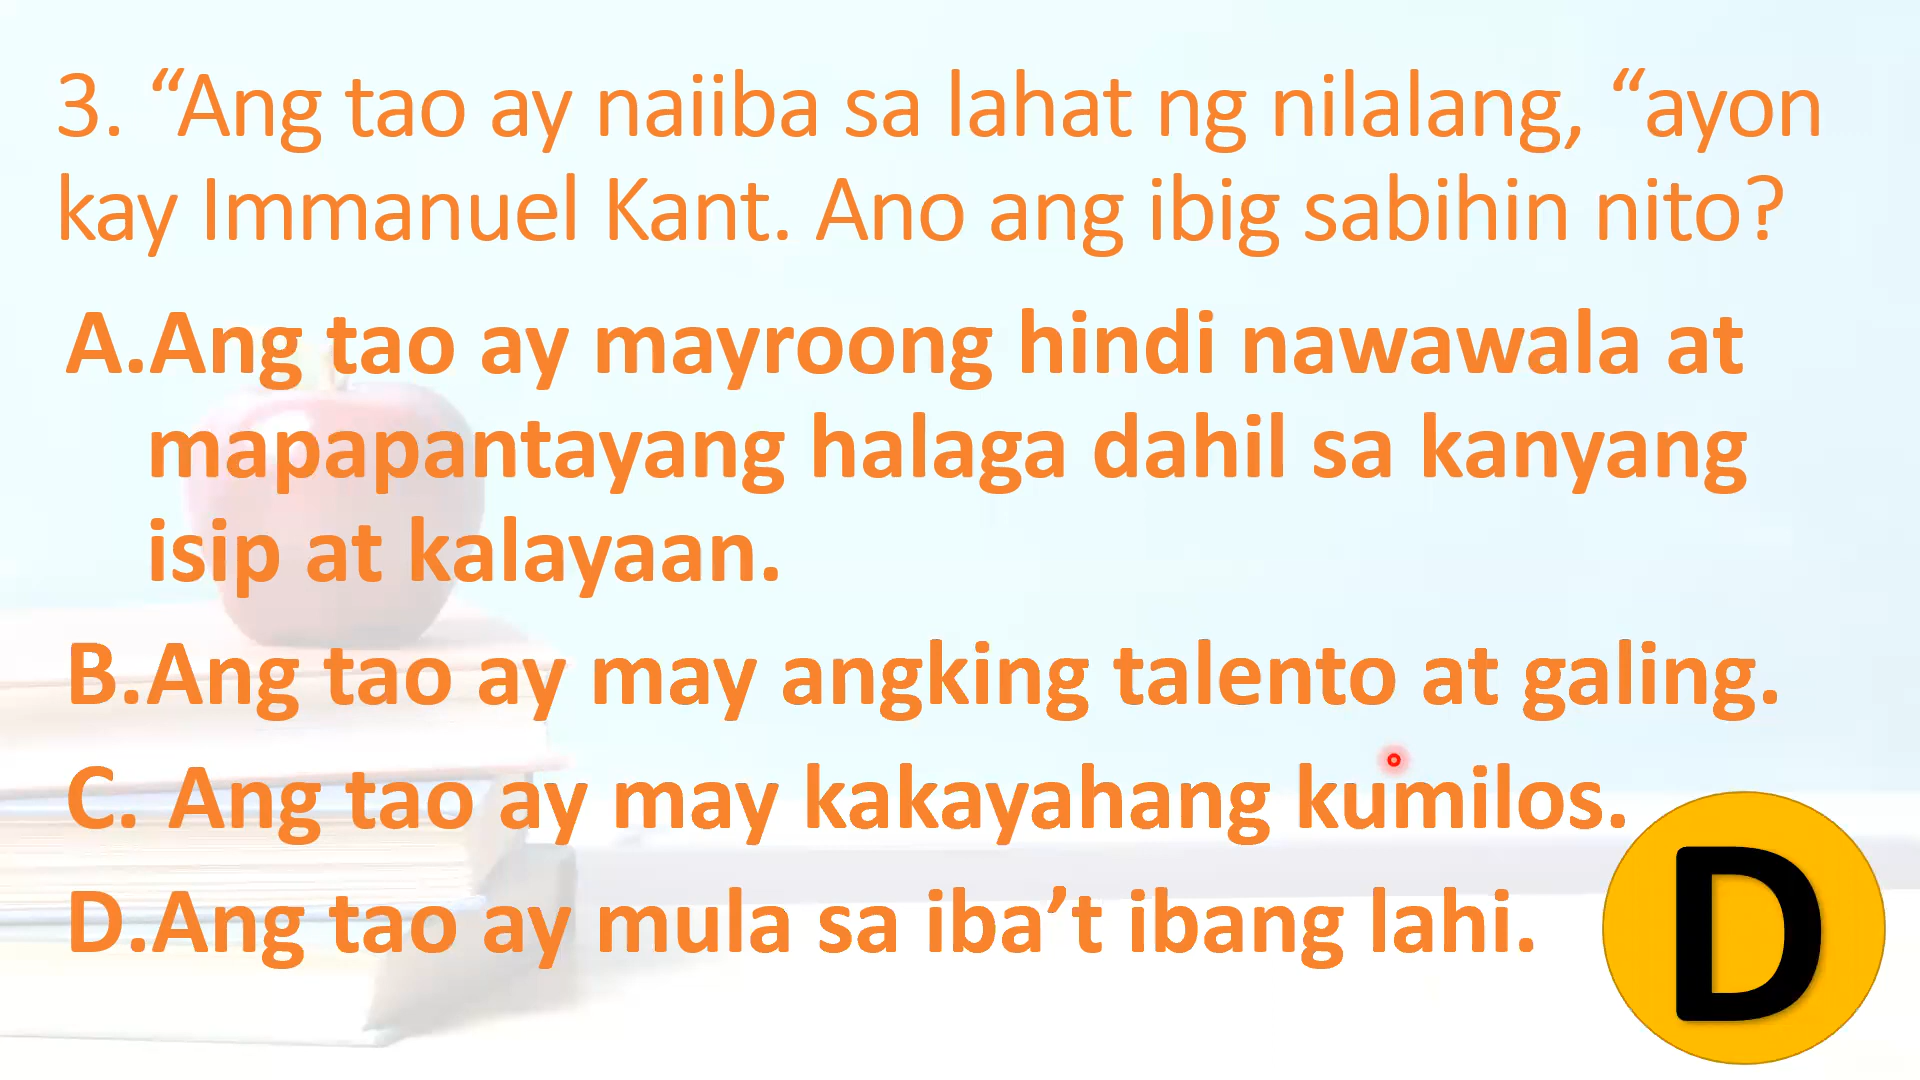 3. “Ang tao ay naiiba sa lahat ng nilalang, “ayon
kay Immanuel Kant. Ano ang ibig sabihin nito?
A.Ang tao ay mayroong hindi nawawala at
mapapantayang halaga dahil sa kanyang
isip at kalayaan.
B.Ang tao ay may angking talento at galing.
C. Ang tao ay may kakayahang kumilos.
D.Ang tao ay mula sa iba’t ibang lahi.
D